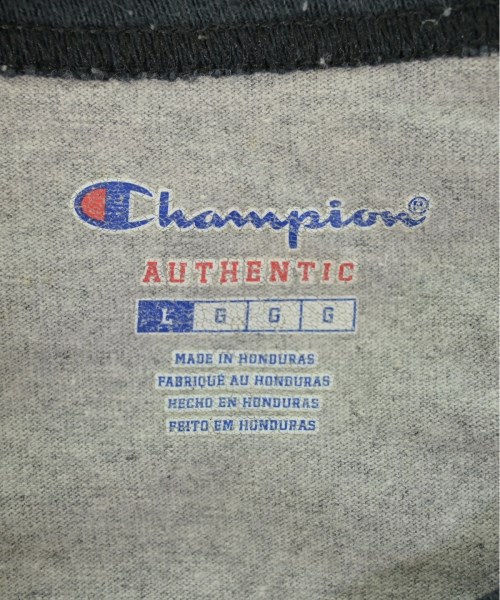 Champion®
AUTHENTIC
L G G G
MADE IN HONDURAS
FABRIQUÉ AU HONDURAS
HECHO EN HONDURAS
FEITO EM HONDURAS